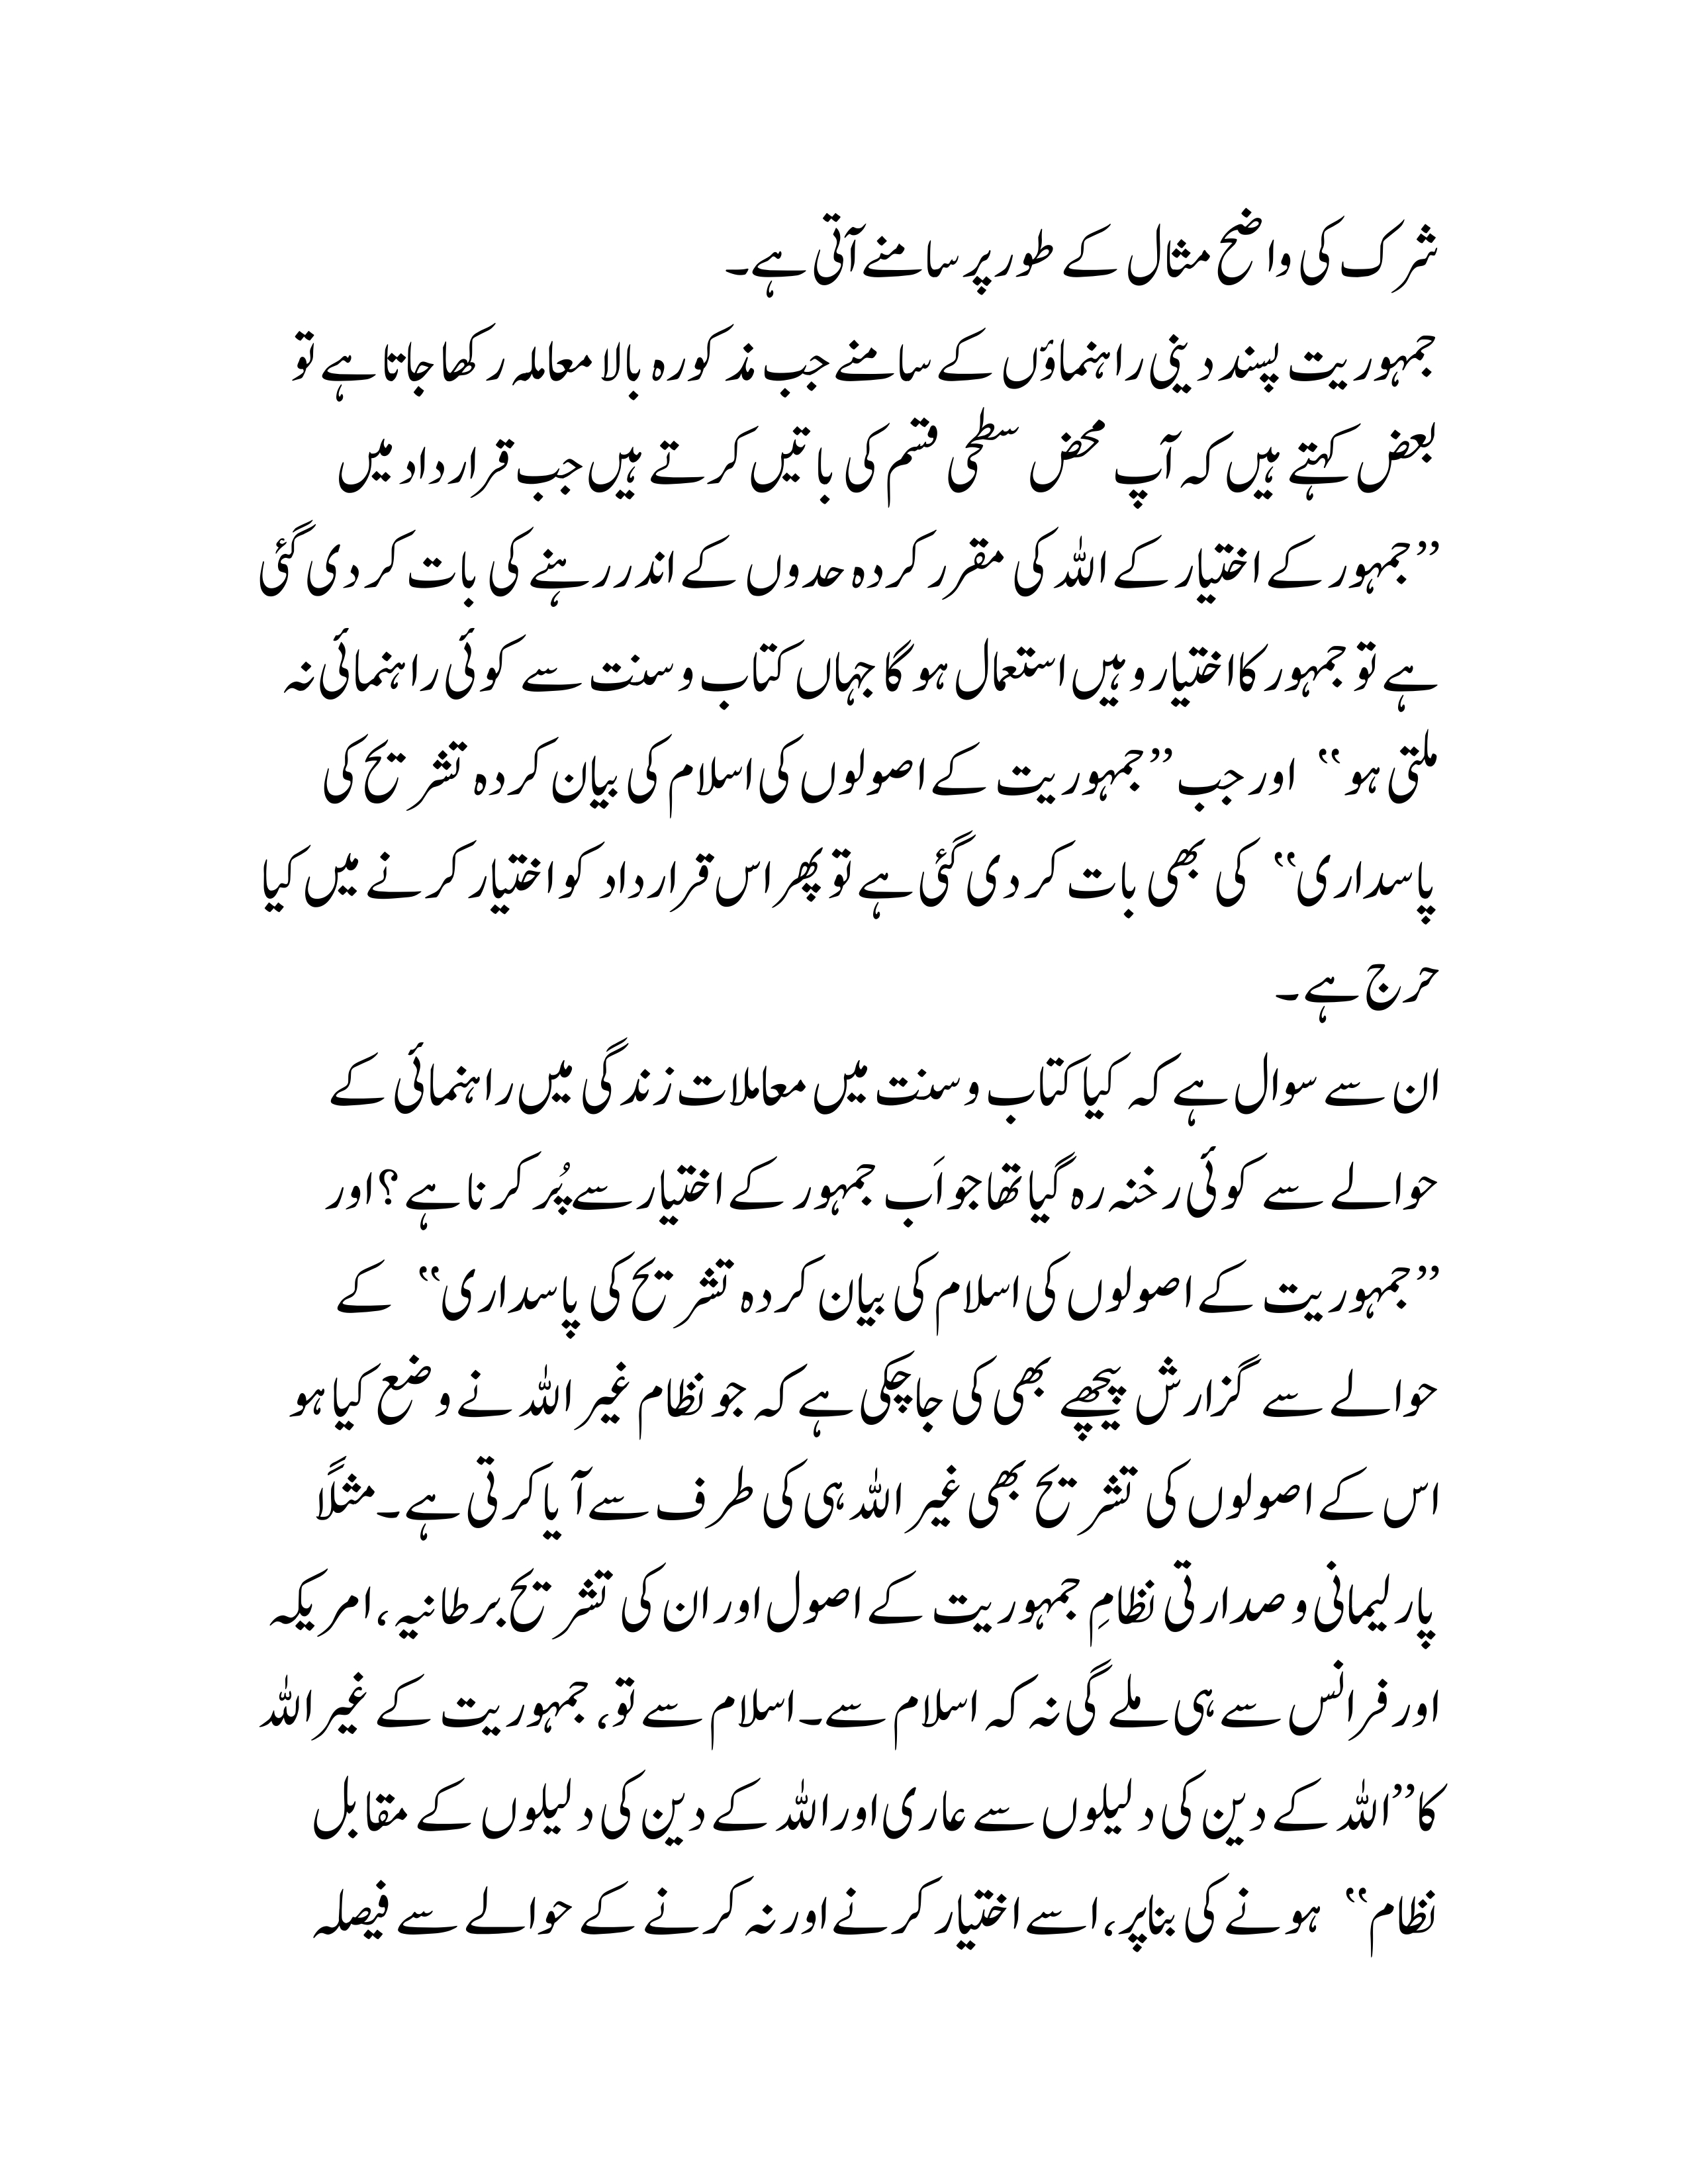 شرک کی واضح مثال کے طور پر سامنے آتی ہے۔
جمہوریت پسند دینی راہنماؤں کے سامنے جب مذکورہ بالا معاملہ رکھا جاتا ہے تو
بعض کہتے ہیں کہ آپ محض سطحی قسم کی باتیں کرتے ہیں جب قرارداد میں
’’جمہور کے اختیار کے اللہ کی مقرر کردہ حدوں کے اندر رہنے کی بات کر دی گئی
ہے تو جمہور کا اختیار وہیں استعمال ہو گا جہاں کتاب و سنت سے کوئی راہنمائی نہ
ملتی ہو‘‘ اور جب ’’جمہوریت کے اصولوں کی اسلام کی بیان کردہ تشریح کی
پاسداری‘‘ کی بھی بات کر دی گئی ہے تو پھر اس قرارداد کو اختیار کرنے میں کیا
حرج ہے۔
ان سے سوال ہے کہ کیا کتاب و سنت میں معاملات زندگی میں راہنمائی کے
حوالے سے کوئی رخنہ رہ گیا تھا جو اَب جمہور کے اختیار سے پُر کرنا ہے؟ اور
’’جمہوریت کے اصولوں کی اسلام کی بیان کردہ تشریح کی پاسداری‘‘ کے
حوالے سے گزارش پیچھے بھی کی جا چکی ہے کہ جو نظام غیر اللہ نے وضع کیا ہو
اس کے اصولوں کی تشریح بھی غیر اللہ ہی کی طرف سے آیا کرتی ہے۔ مثلاً
پارلیمانی و صدارتی نظامِ جمہوریت کے اصول اور ان کی تشریح برطانیہ، امریکہ
اور فرانس سے ہی ملے گی نہ کہ اسلام سے۔ اسلام سے تو، جمہوریت کے غیر اللہ
کا ’’اللہ کے دین کی دلیلوں سے عاری اور اللہ کے دین کی دلیلوں کے مقابل
نظام‘‘ ہونے کی بنا پر، اسے اختیار کرنے اور نہ کرنے کے حوالے سے فیصلہ